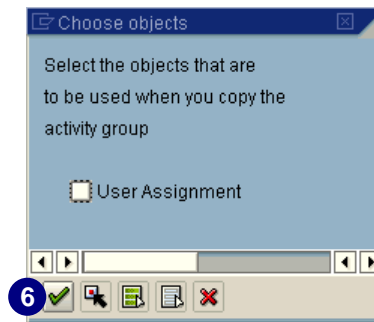 Choose objects
Select the objects that are
to be used when you copy the
activity group
User Assignment
6